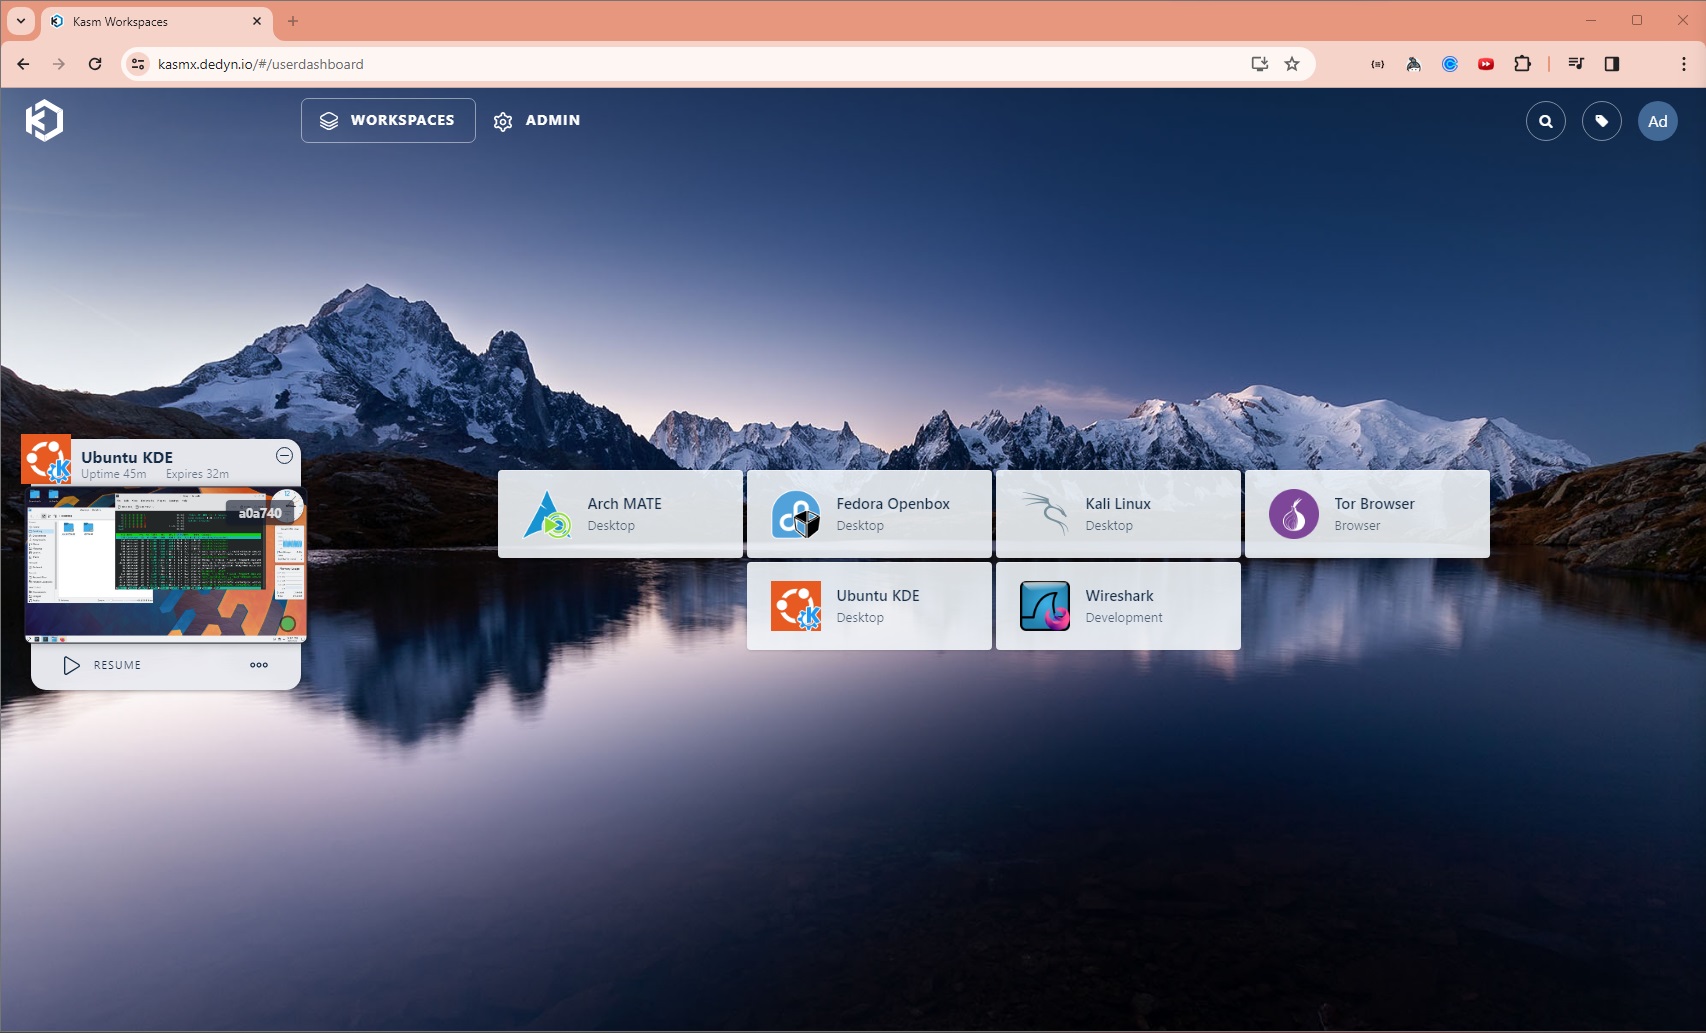 Kasm Workspaces
kasmx.dedyn.io/#/userdashboard
WORKSPACES
ADMIN
Ad
Ubuntu KDE
Uptime 45m Expires 32m
a0a740
RESUME
Arch MATE
Desktop
Fedora Openbox
Desktop
Kali Linux
Desktop
Tor Browser
Browser
Ubuntu KDE
Desktop
Wireshark
Development